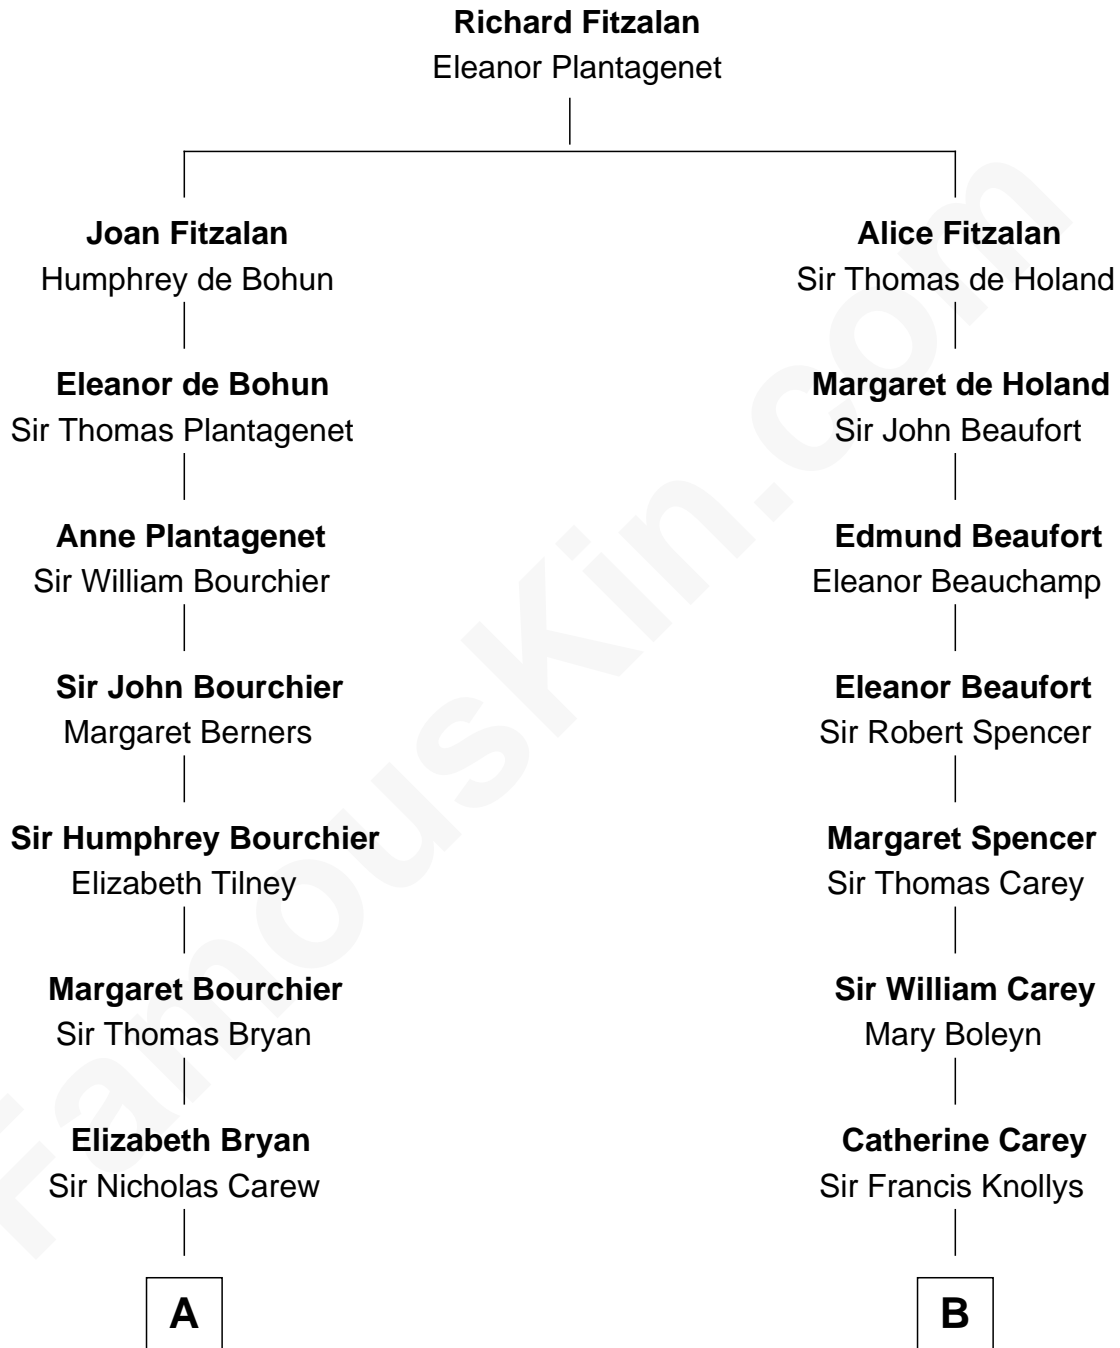 Richard Fitzalan
Eleanor Plantagenet
Joan Fitzalan
Humphrey de Bohun
Alice Fitzalan
Sir Thomas de Holand
Eleanor de Bohun
Sir Thomas Plantagenet
Margaret de Holand
Sir John Beaufort
Anne Plantagenet
Sir William Bourchier
Edmund Beaufort
Eleanor Beauchamp
Sir John Bourchier
Margaret Berners
Eleanor Beaufort
Sir Robert Spencer
Sir Humphrey Bourchier
Elizabeth Tilney
Margaret Spencer
Sir Thomas Carey
Margaret Bourchier
Sir Thomas Bryan
Sir William Carey
Mary Boleyn
Elizabeth Bryan
Sir Nicholas Carew
Catherine Carey
Sir Francis Knollys
A
B
FamousKin.com